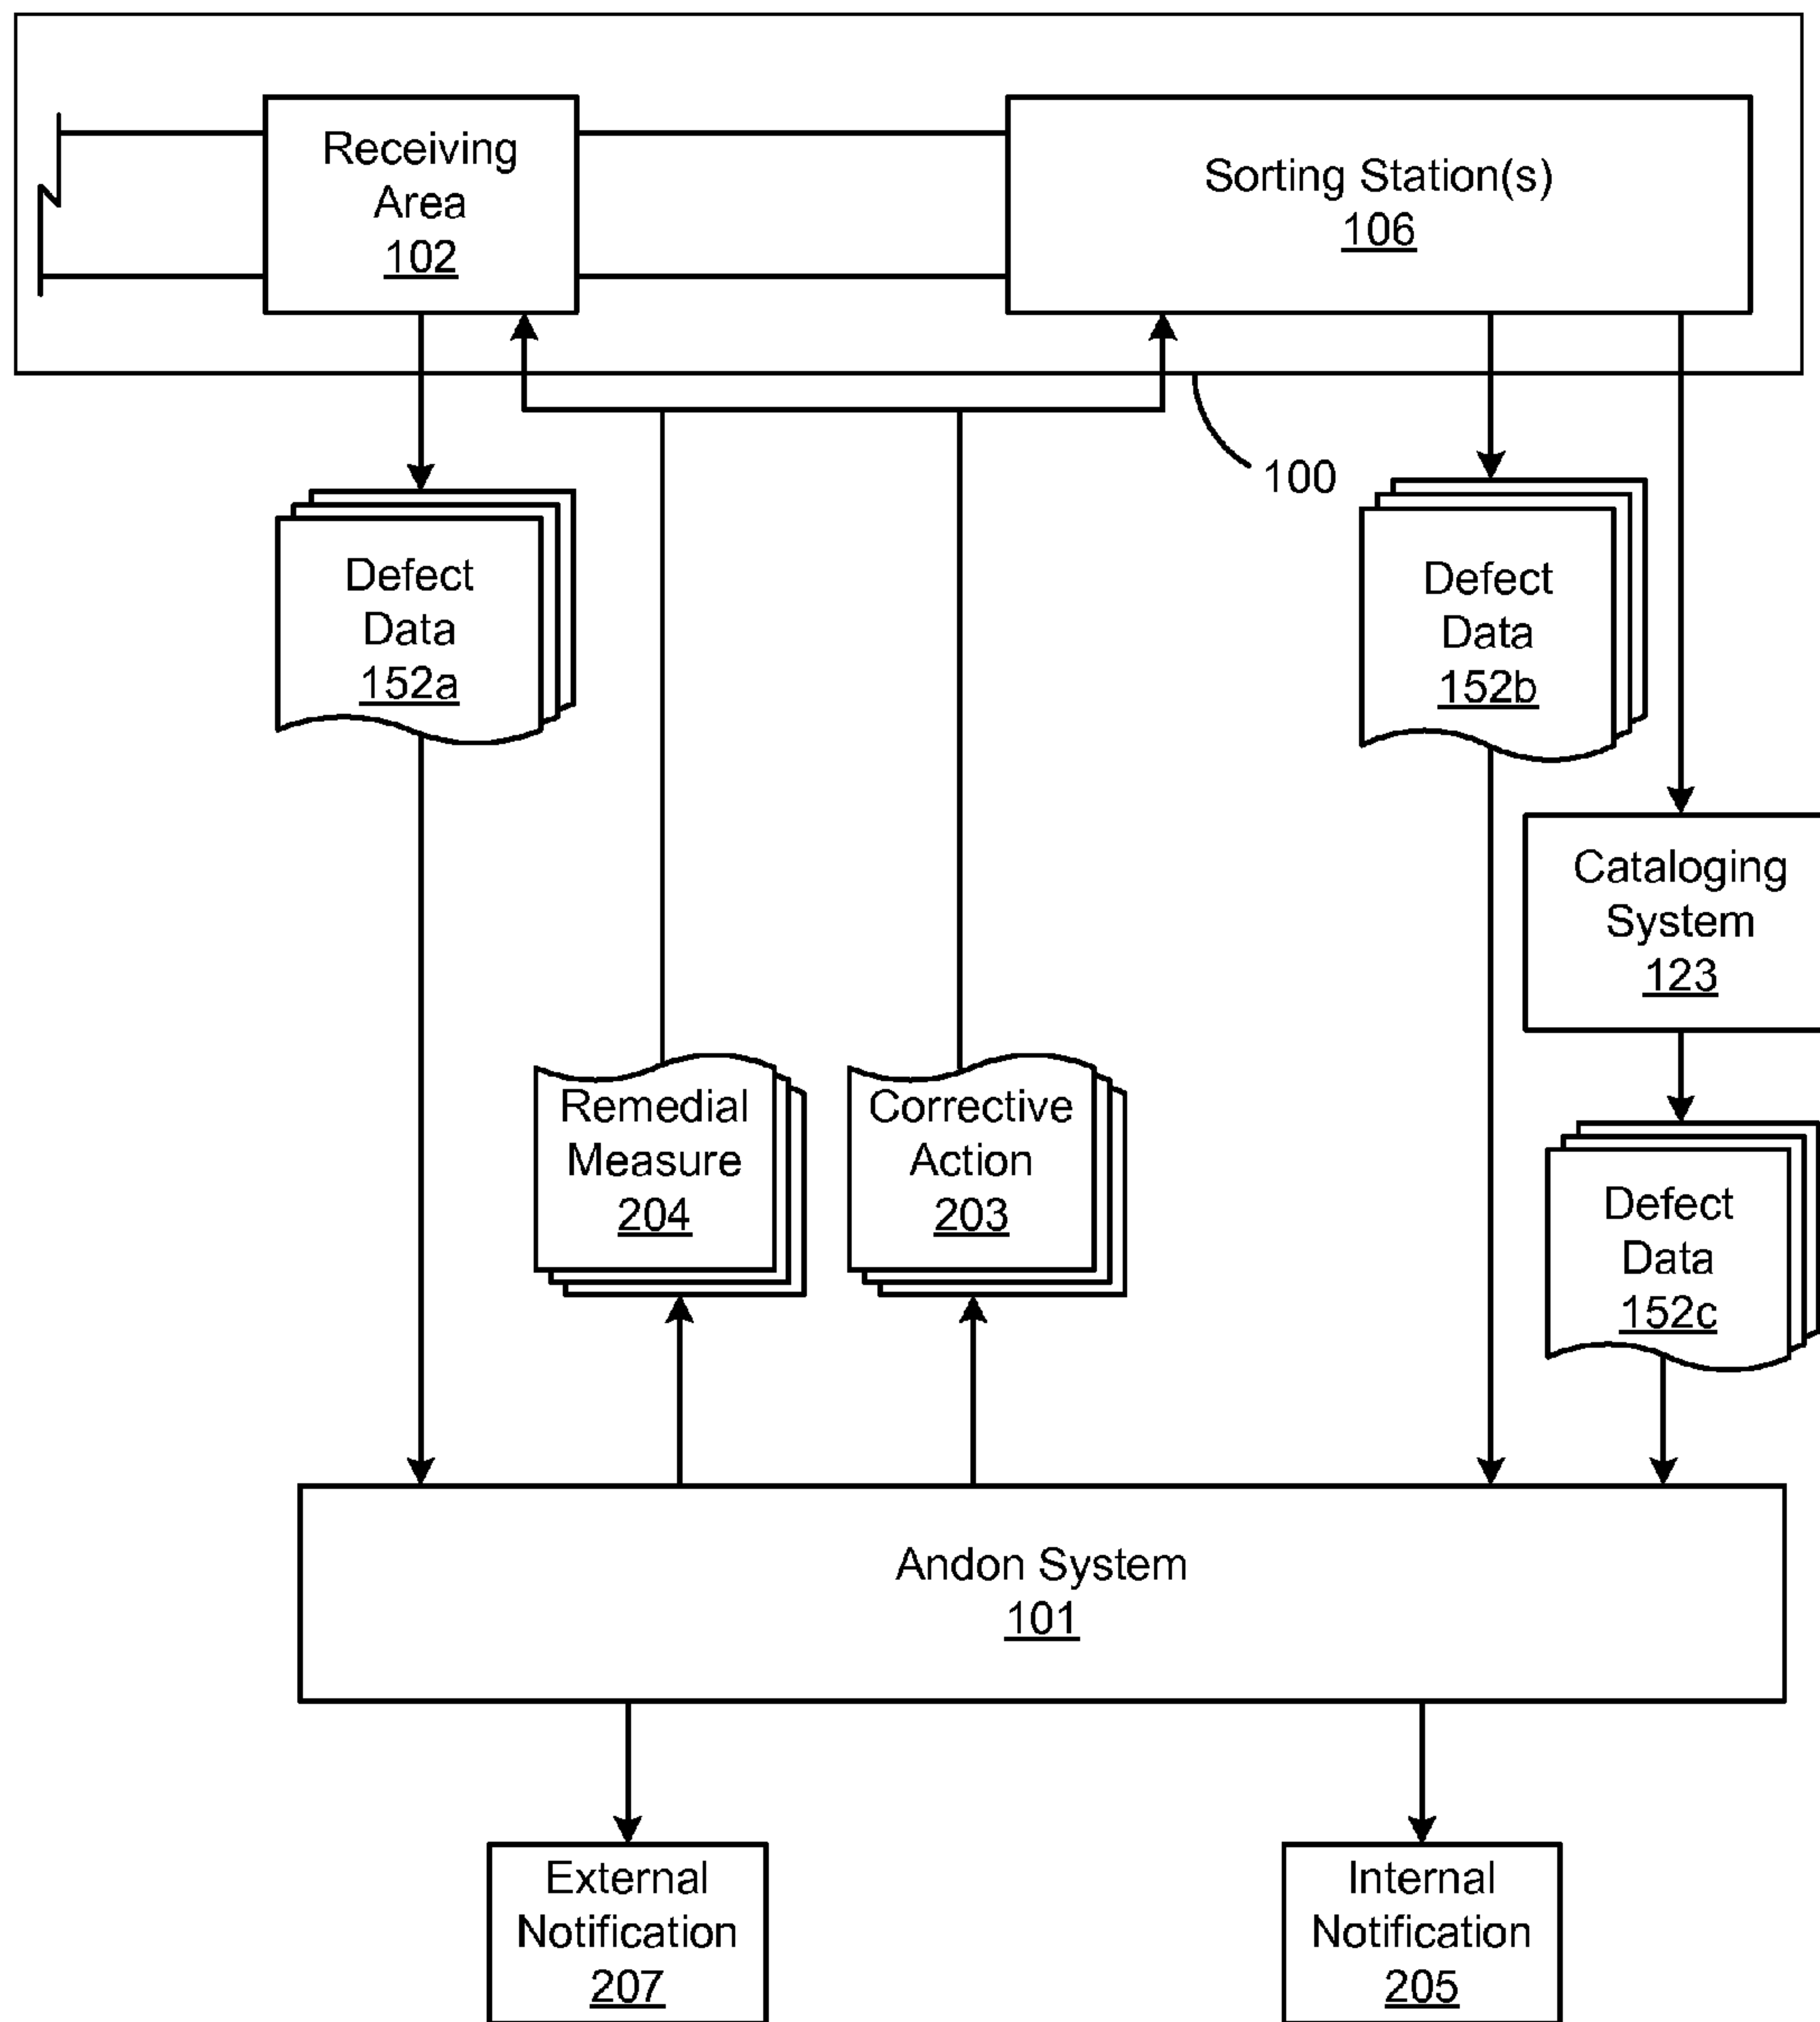 Receiving
Area
102
Sorting Station(s)
106
100
Defect
Data
152a
Defect
Data
152b
Cataloging
System
123
Remedial
Measure
204
Corrective
Action
203
Defect
Data
152c
Andon System
101
External
Notification
207
Internal
Notification
205